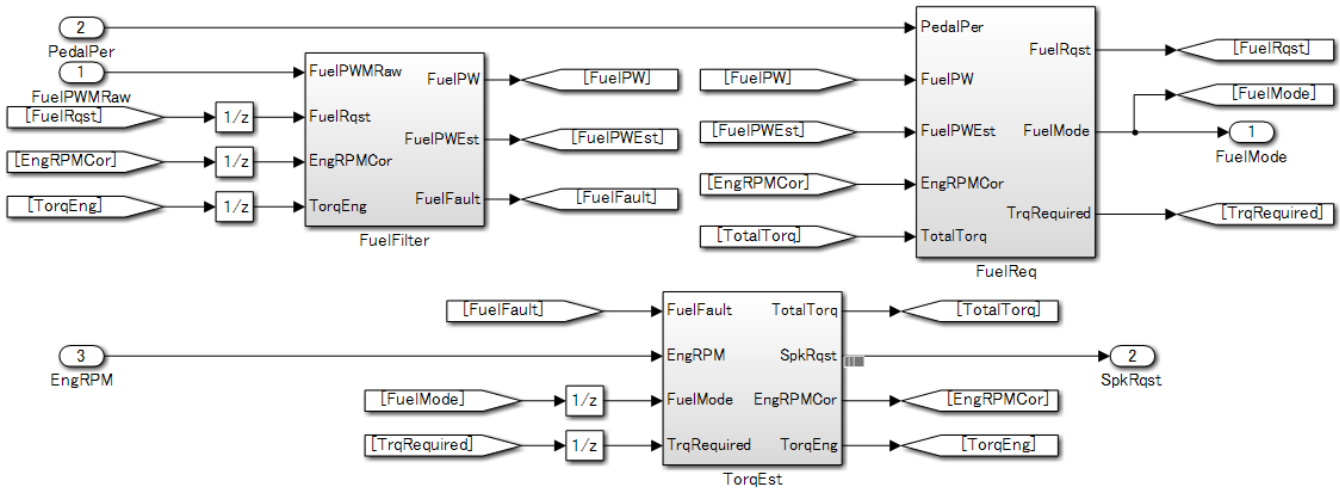 2
PedalPer
1
FuelPWMRaw
[FuelRqst]
1/z
[EngRPMCor]
1/z
[TorqEng]
1/z
FuelPWMRaw
FuelRqst
EngRPMCor
TorqEng
FuelPW
FuelPWEst
FuelFault
FuelFilter
[FuelPW]
[FuelPWEst]
[FuelFault]
[FuelPW]
[FuelPWEst]
[EngRPMCor]
[TotalTorq]
PedalPer
FuelPW
FuelPWEst
EngRPMCor
TotalTorq
FuelRqst
FuelMode
TrqRequired
FuelReq
[FuelRqst]
[FuelMode]
1
FuelMode
[TrqRequired]
[FuelFault]
3
EngRPM
[FuelMode]
1/z
[TrqRequired]
1/z
FuelFault
EngRPM
FuelMode
TrqRequired
TotalTorq
SpkRqst
EngRPMCor
TorqEng
TorqEst
[TotalTorq]
2
SpkRqst
[EngRPMCor]
[TorqEng]